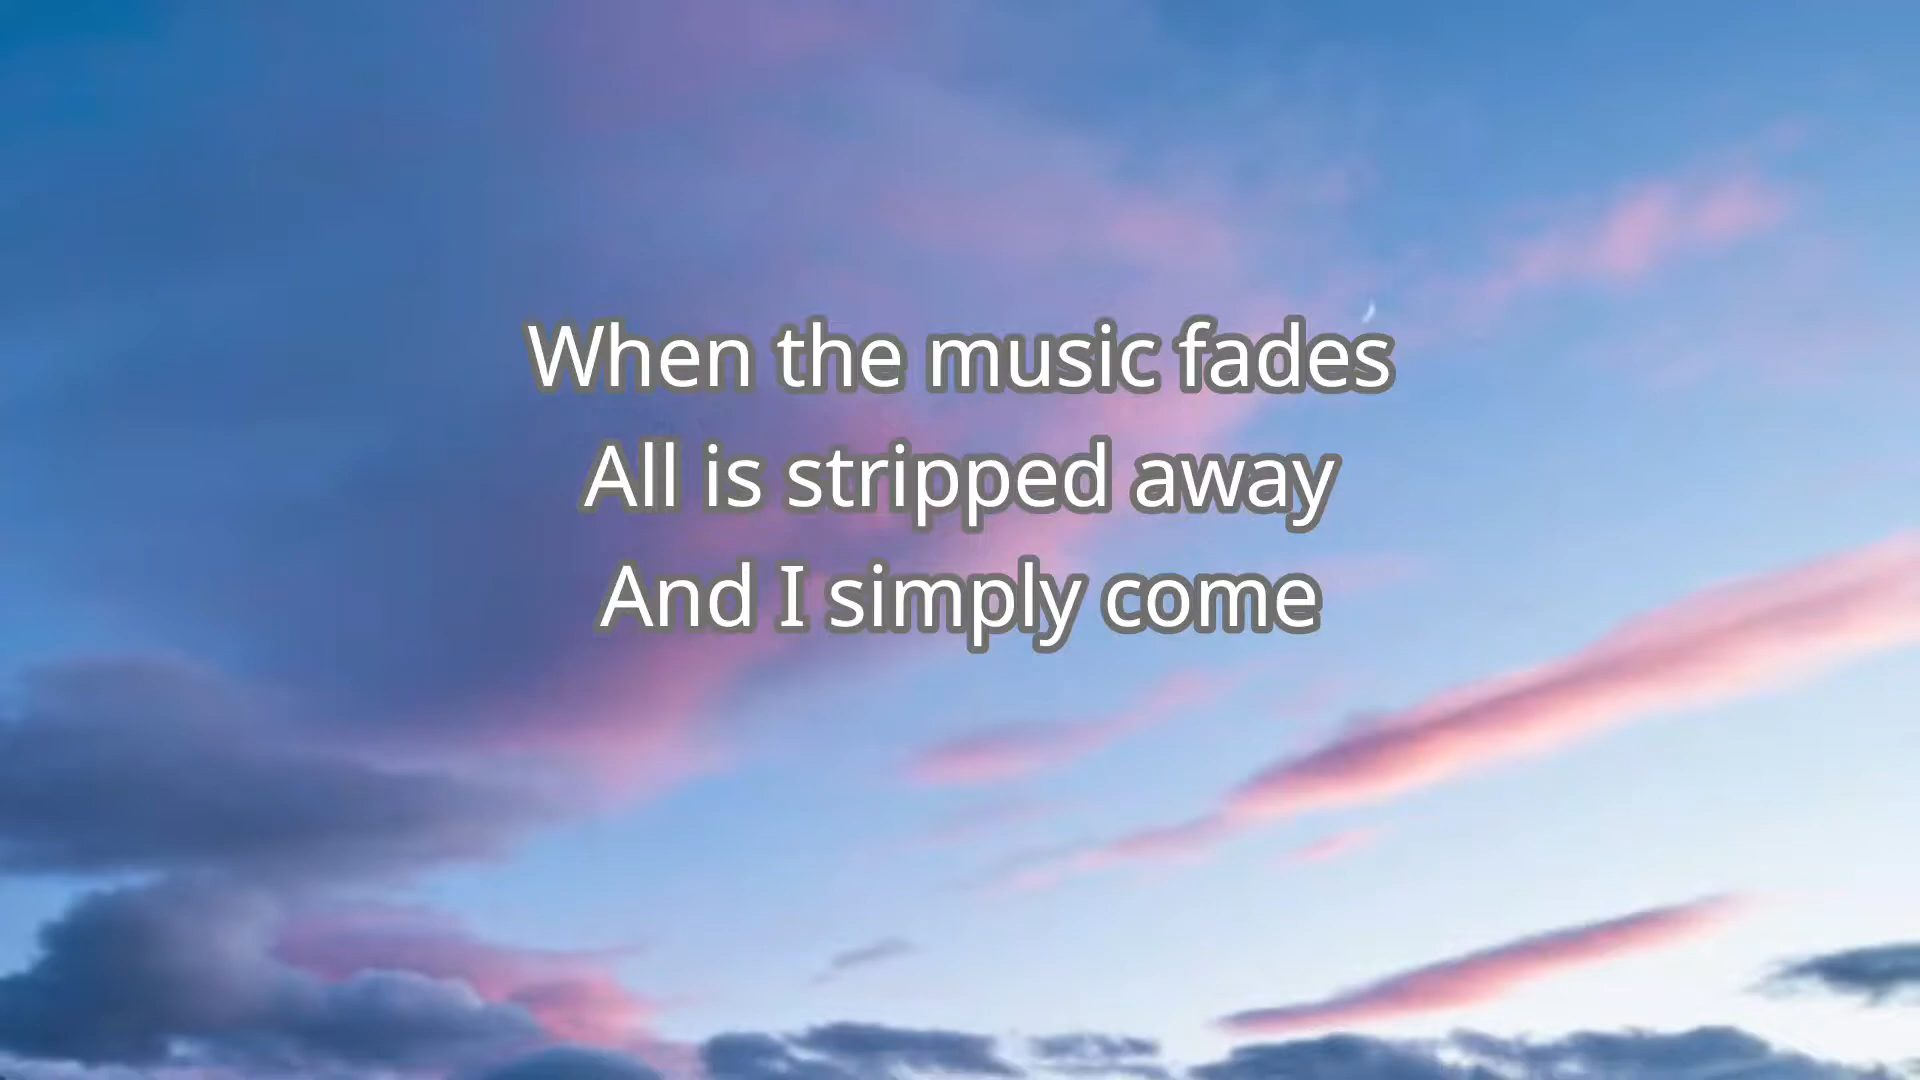 When the music fades
All is stripped away
And I simply come